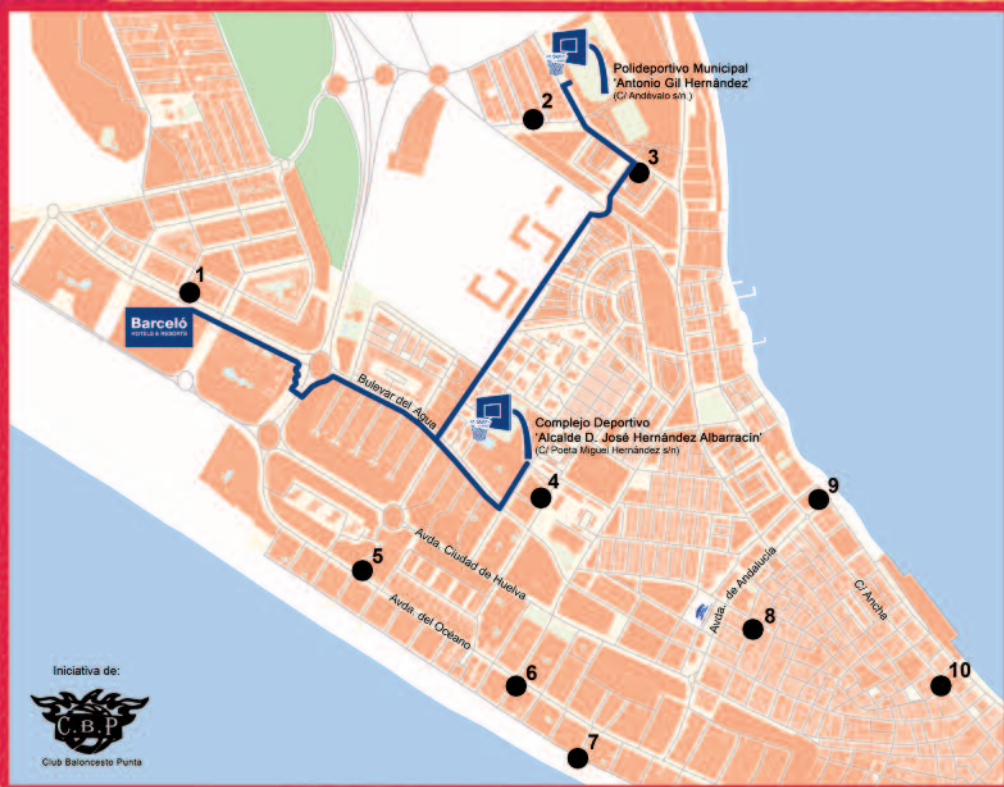 Polideportivo Municipal
'Antonio Gil Hernández'
(C/ Andévalo s/n.)
2
3
1
Barceló
HOTELS & RESORTS
Bulevar del Agua
Complejo Deportivo
'Alcalde D. José Hernández Albarracín'
(C/ Poeta Miguel Hernández s/n)
4
9
5
Avda. Ciudad de Huelva
Avda. de Andalucía
C/ Ancha
Avda. del Océano
8
6
10
7
Iniciativa de:
C.B.P
Club Baloncesto Punta